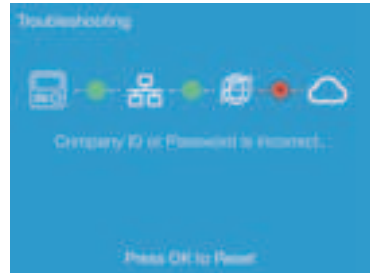 Troubleshooting
Company ID or Password is incorrect.
Press OK to Reset